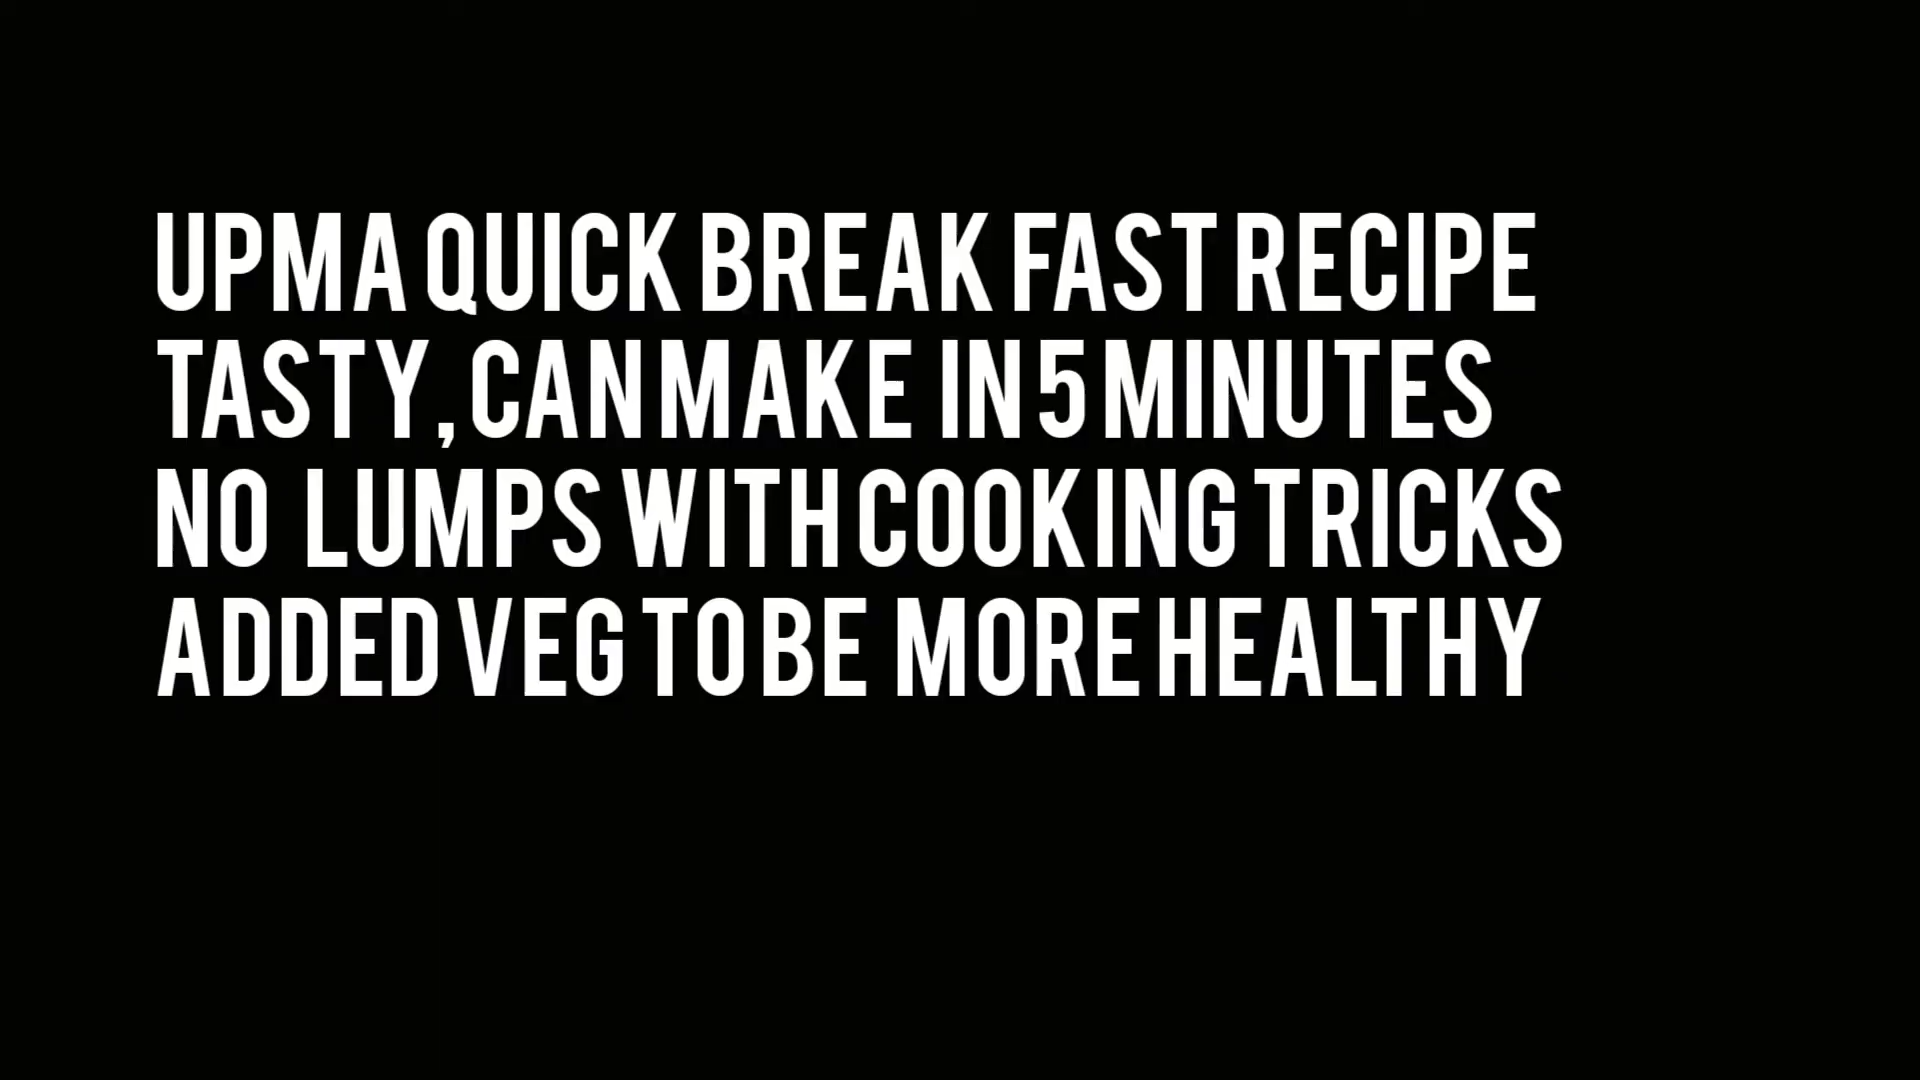 UPMA QUICK BREAK FAST RECIPE
TASTY, CAN MAKE IN 5 MINUTES
NO LUMPS WITH COOKING TRICKS
ADDED VEG TO BE MORE HEALTHY